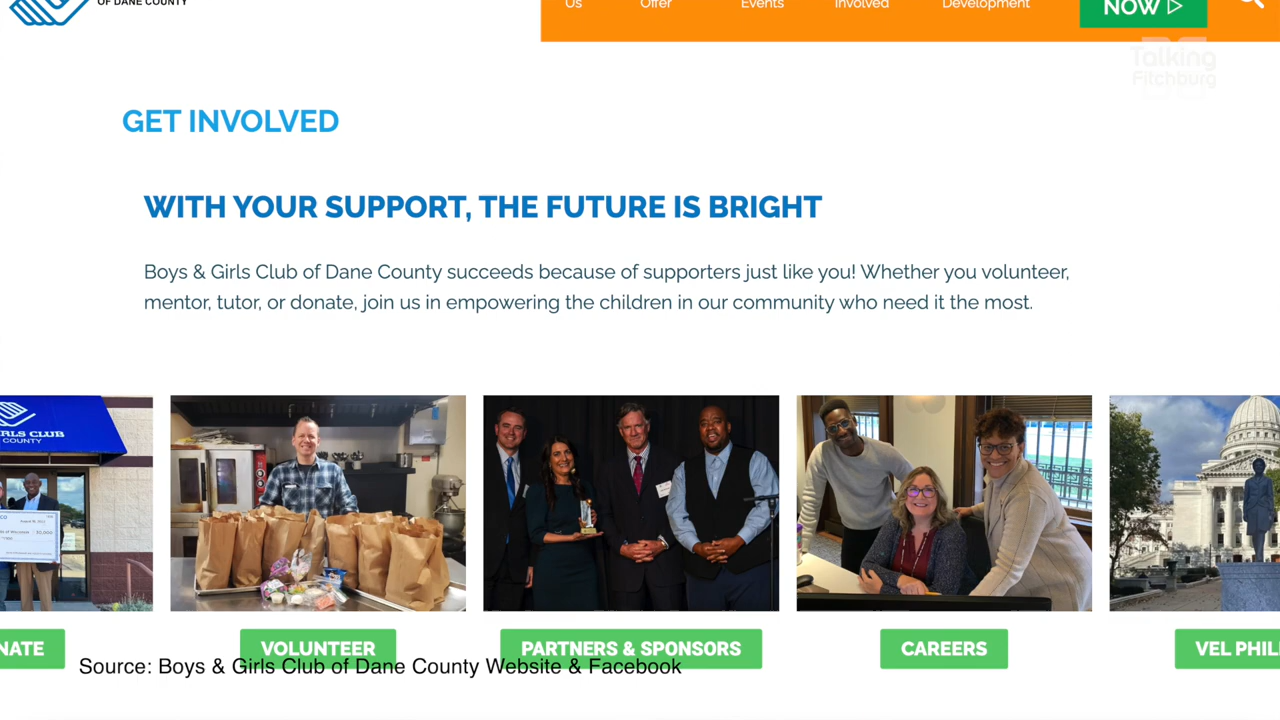 OF DANE COUNTY
Us
Offer
Events
Involved
Development
NOW
Talking
Fitchburg
GET INVOLVED
WITH YOUR SUPPORT, THE FUTURE IS BRIGHT
Boys & Girls Club of Dane County succeeds because of supporters just like you! Whether you volunteer,
mentor, tutor, or donate, join us in empowering the children in our community who need it the most.
IRLS CLUB
COUNTY
NATE
VOLUNTEER
PARTNERS & SPONSORS
CAREERS
VEL PHIL
Source: Boys & Girls Club of Dane County Website & Facebook